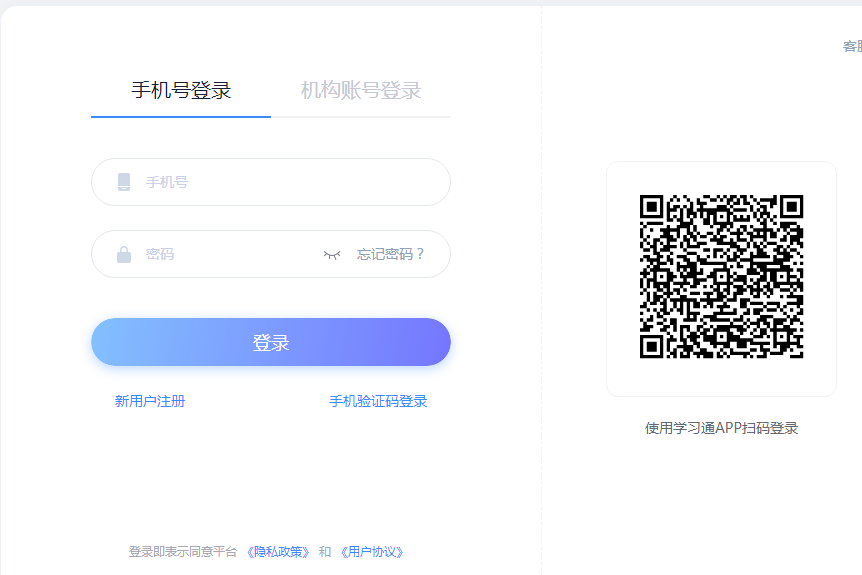 客服
手机号登录
机构账号登录
手机号
密码
忘记密码？
登录
新用户注册
手机验证码登录
使用学习通APP扫码登录
登录即表示同意平台 《隐私政策》 和 《用户协议》